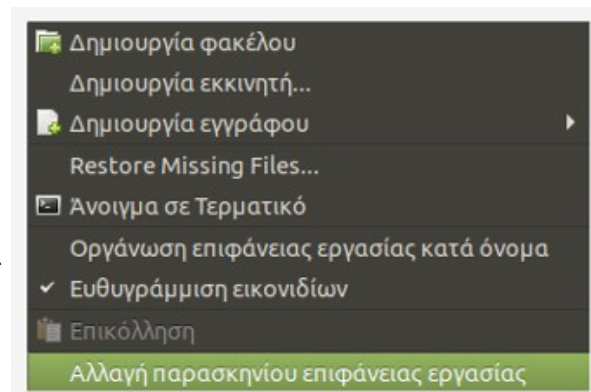 Δημιουργία φακέλου
Δημιουργία εκκινητή...
Δημιουργία εγγράφου
Restore Missing Files...
Άνοιγμα σε Τερματικό
Οργάνωση επιφάνειας εργασίας κατά όνομα
Ευθυγράμμιση εικονιδίων
Επικόλληση
Αλλαγή παρασκηνίου επιφάνειας εργασίας